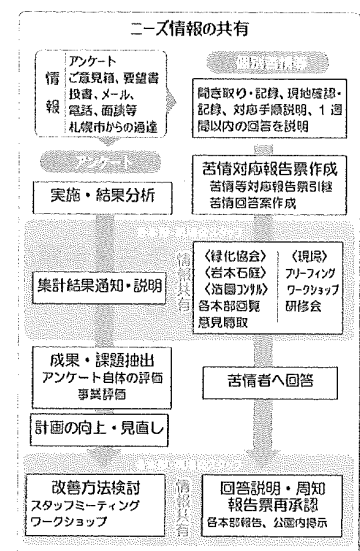 ニーズ情報の共有
情報
アンケート
ご意見箱、要望書
投書、メール、
電話、面談等
札幌市からの通達
聞き取り・記録、現地確認・
記録、対応手順説明、1週
間以内の回答を説明
アンケート
実施・結果分析
苦情対応報告票作成
苦情等対応報告票引継
苦情回答案作成
集計結果通知・説明
情報共有
〈緑化協会〉
〈岩本石庭〉
〈造園コンサル〉
各本部回覧
意見聴取
〈現場〉
ブリーフィング
ワークショップ
研修会
成果・課題抽出
アンケート自体の評価
事業評価
計画の向上・見直し
苦情者へ回答
改善方法検討
スタッフミーティング
ワークショップ
情報共有
回答説明・周知
報告票再承認
各本部報告、公園内掲示